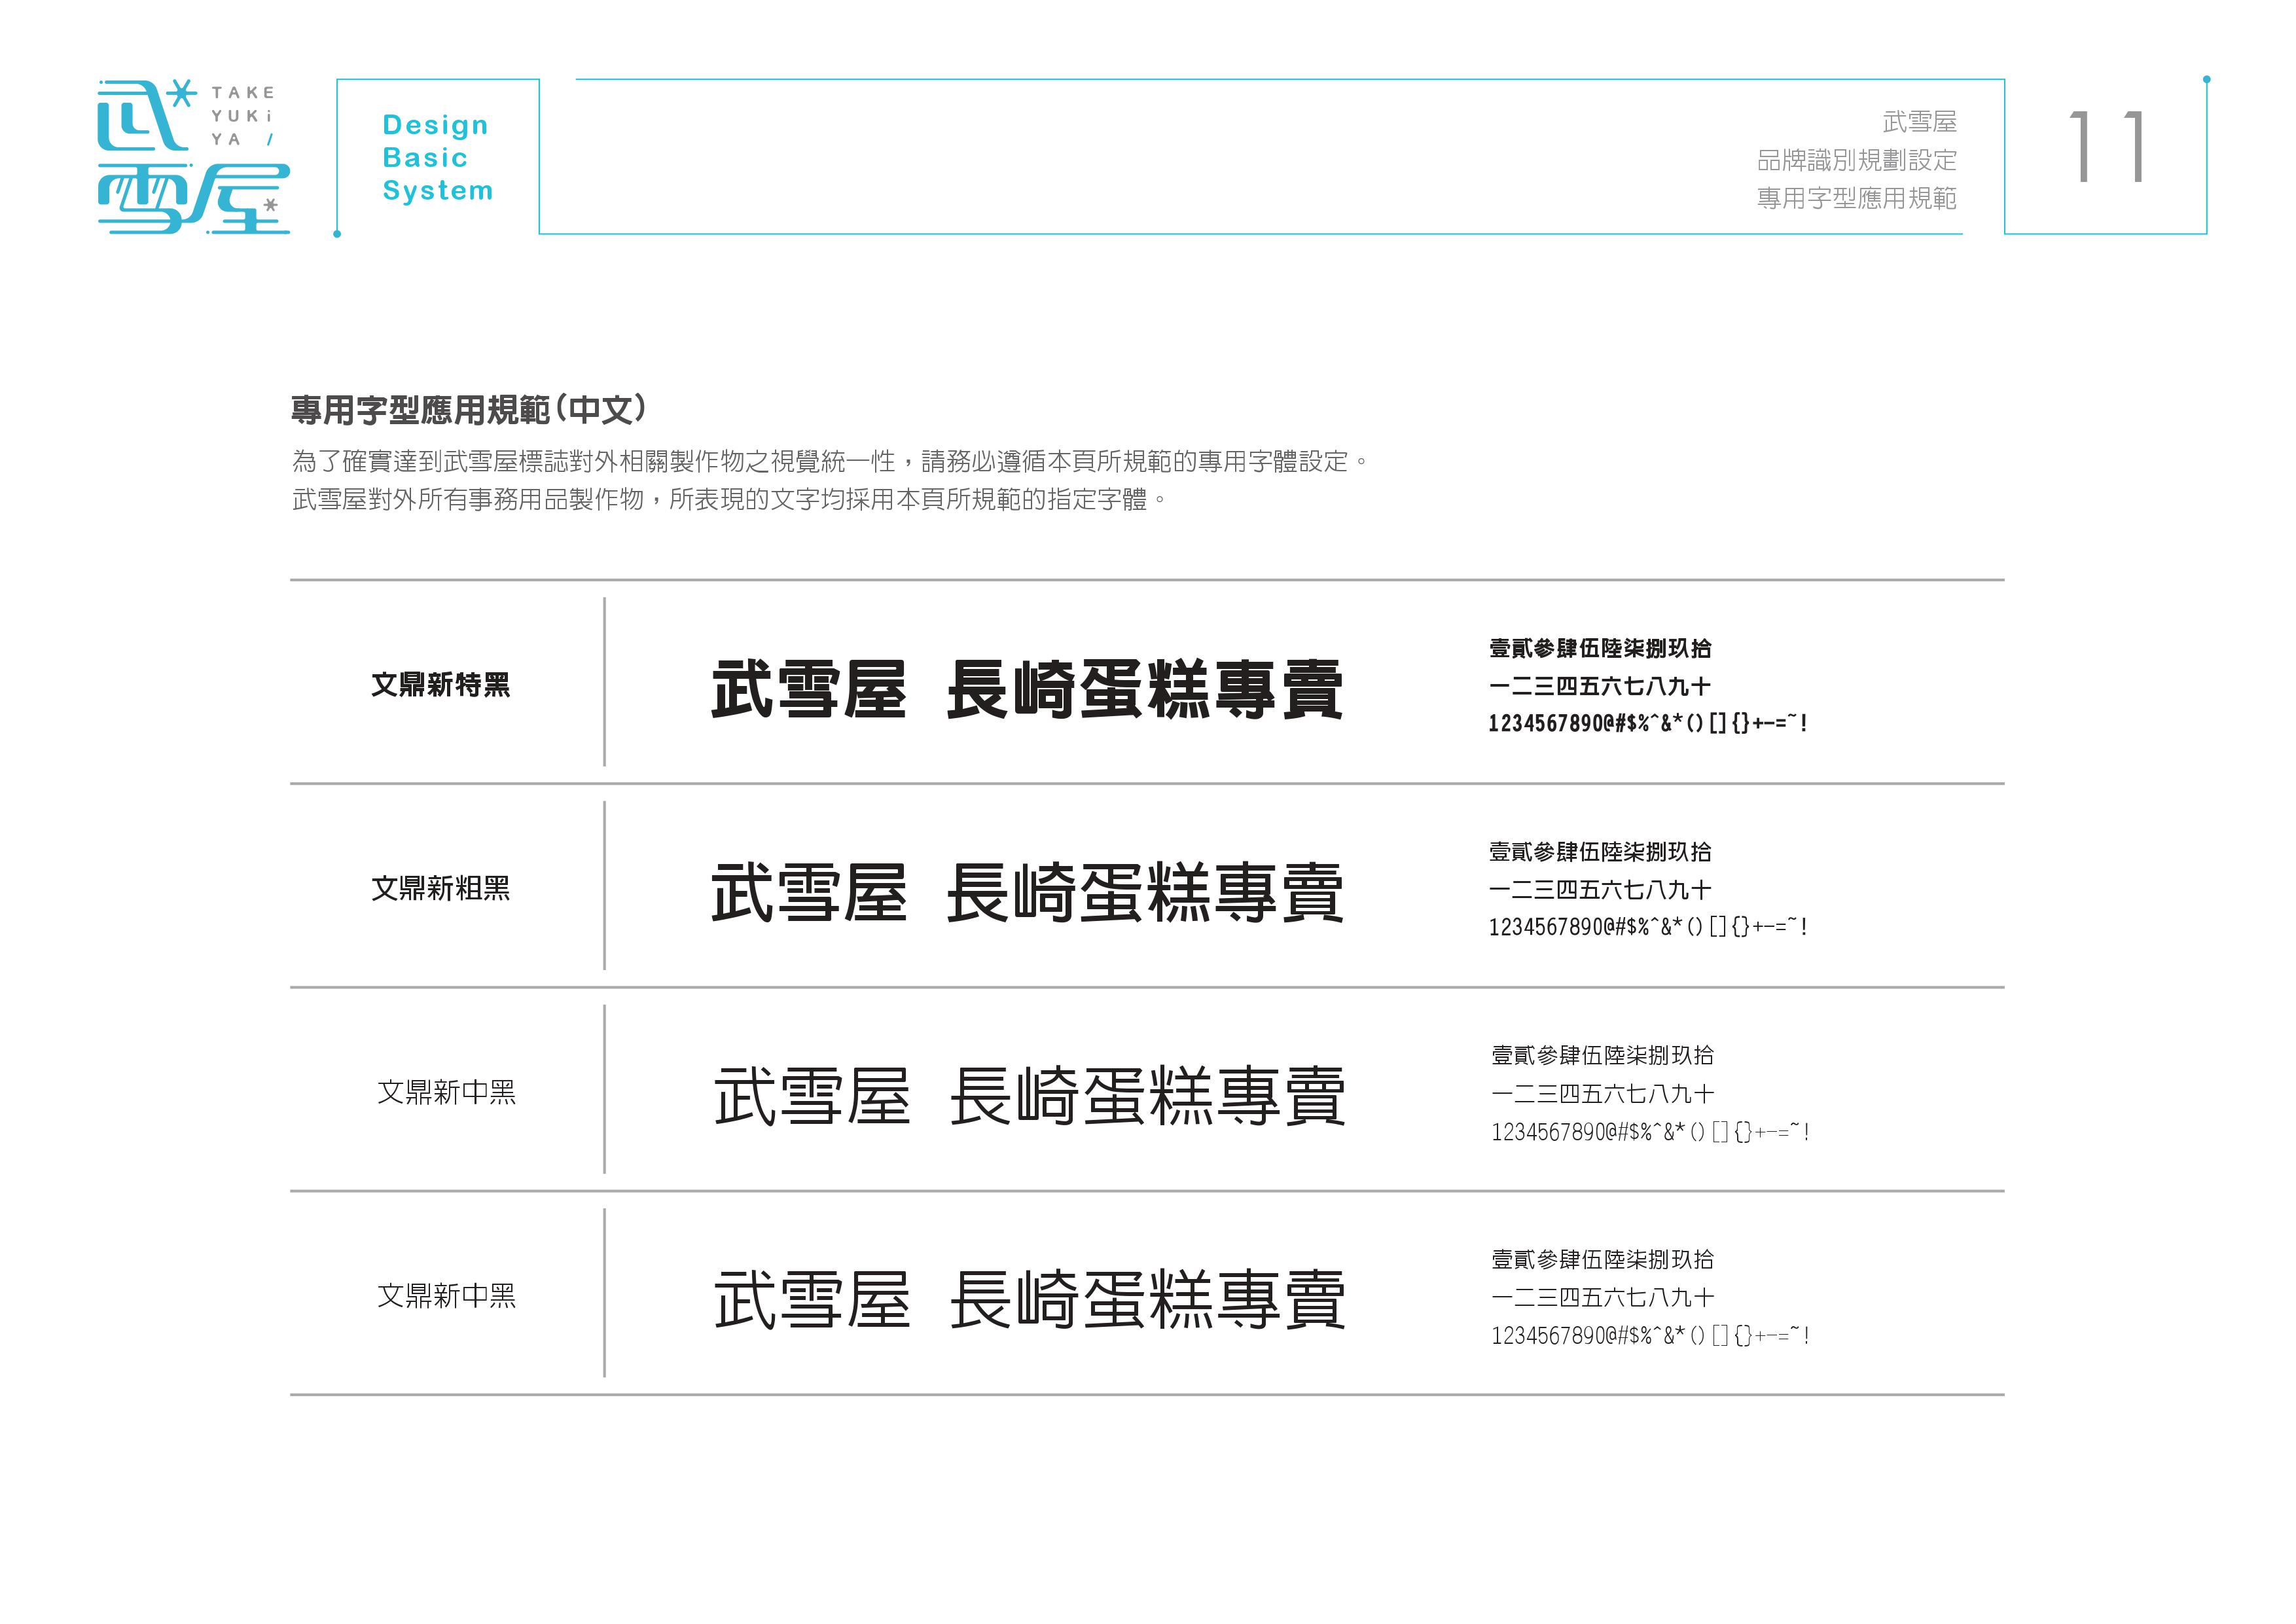 武雪屋
TAKE
YUKi
YA /
Design
Basic
System
武雪屋
品牌識別規劃設定
專用字型應用規範
11
專用字型應用規範(中文)
為了確實達到武雪屋標誌對外相關製作物之視覺統一性，請務必遵循本頁所規範的專用字體設定。
武雪屋對外所有事務用品製作物，所表現的文字均採用本頁所規範的指定字體。
文鼎新特黑
武雪屋 長崎蛋糕專賣
壹貳參肆伍陸柒捌玖拾
一二三四五六七八九十
1234567890@#$%^&*()[]{}+-=~!
文鼎新粗黑
武雪屋 長崎蛋糕專賣
壹貳參肆伍陸柒捌玖拾
一二三四五六七八九十
1234567890@#$%^&*()[]{}+-=~!
文鼎新中黑
武雪屋 長崎蛋糕專賣
壹貳參肆伍陸柒捌玖拾
一二三四五六七八九十
1234567890@#$%^&*()[]{}+-=~!
文鼎新中黑
武雪屋 長崎蛋糕專賣
壹貳參肆伍陸柒捌玖拾
一二三四五六七八九十
1234567890@#$%^&*()[]{}+-=~!